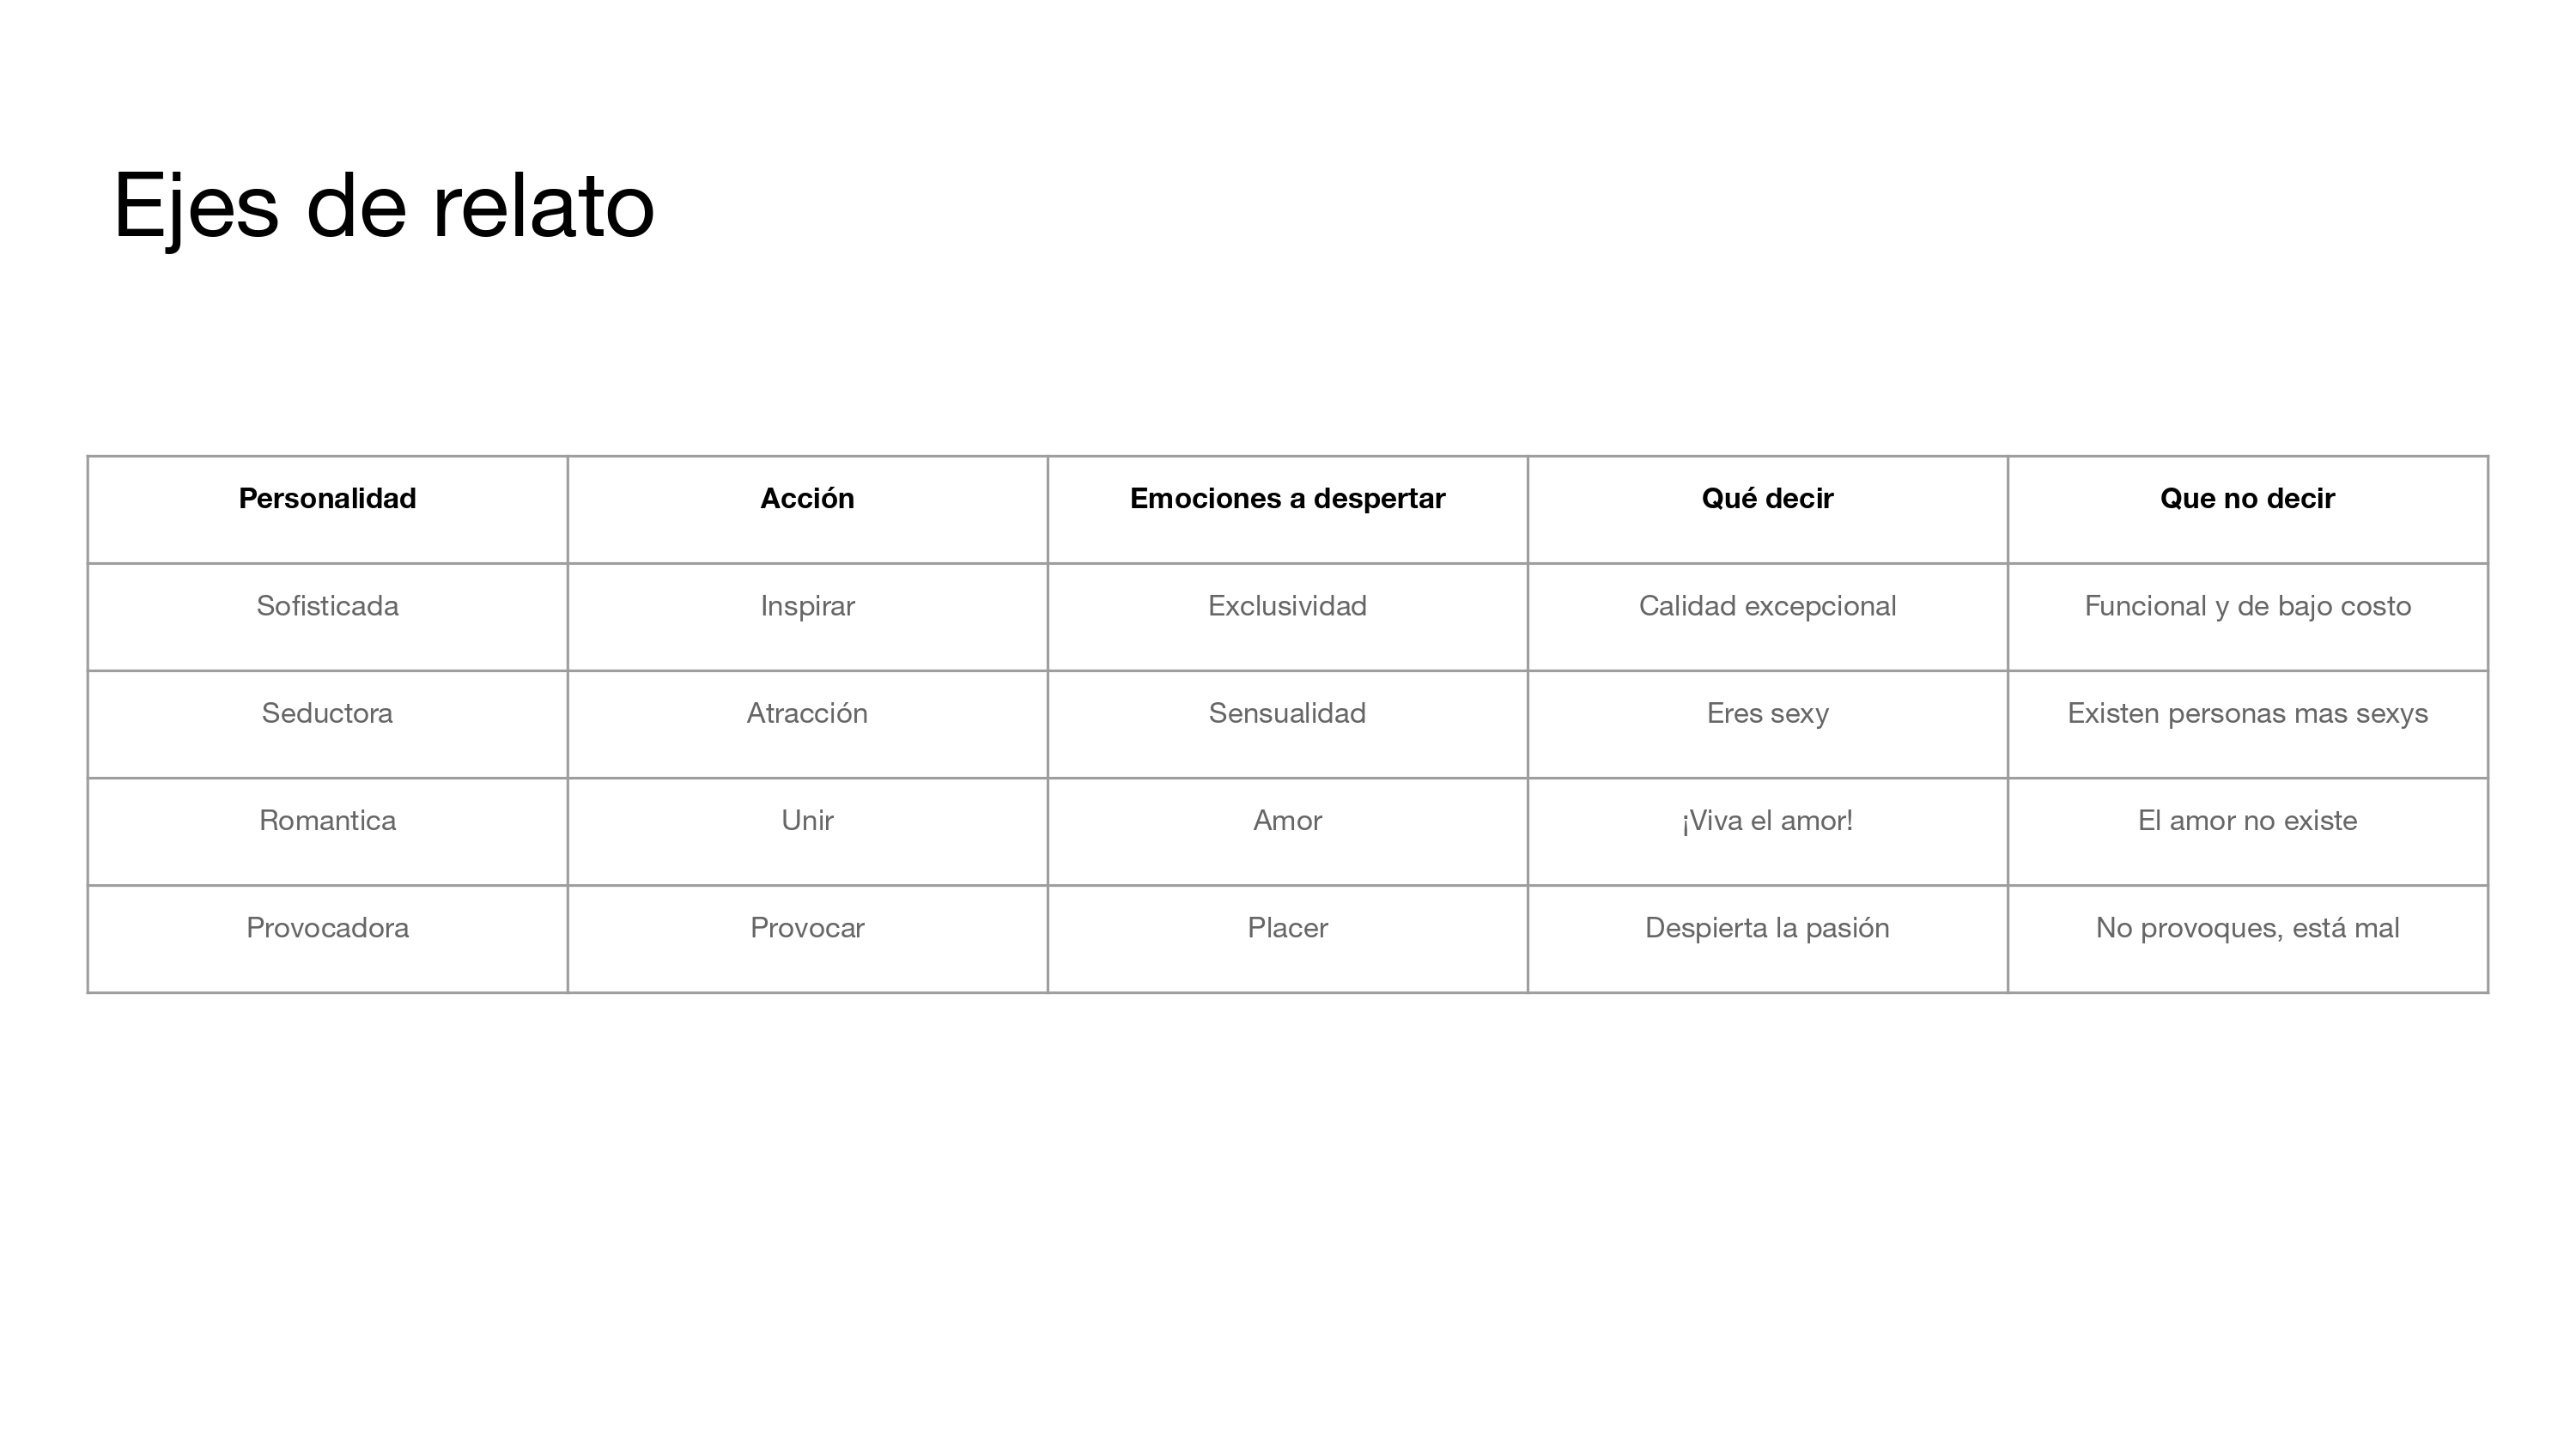 Ejes de relato
Personalidad Acción Emociones a despertar Qué decir Que no decir
Sofisticada Inspirar Exclusividad Calidad excepcional Funcional y de bajo costo
Seductora Atracción Sensualidad Eres sexy Existen personas mas sexys
Romantica Unir Amor ¡Viva el amor! El amor no existe
Provocadora Provocar Placer Despierta la pasión No provoques, está mal